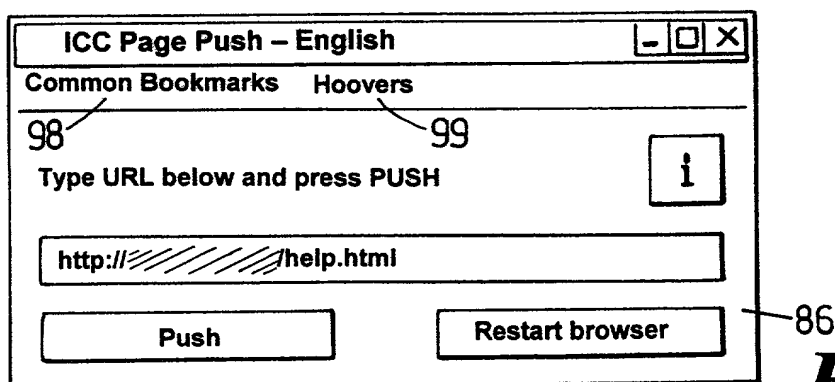 ICC Page Push – English
Common Bookmarks Hoovers
98 99
Type URL below and press PUSH i
http:// /help.html
Push Restart browser
86